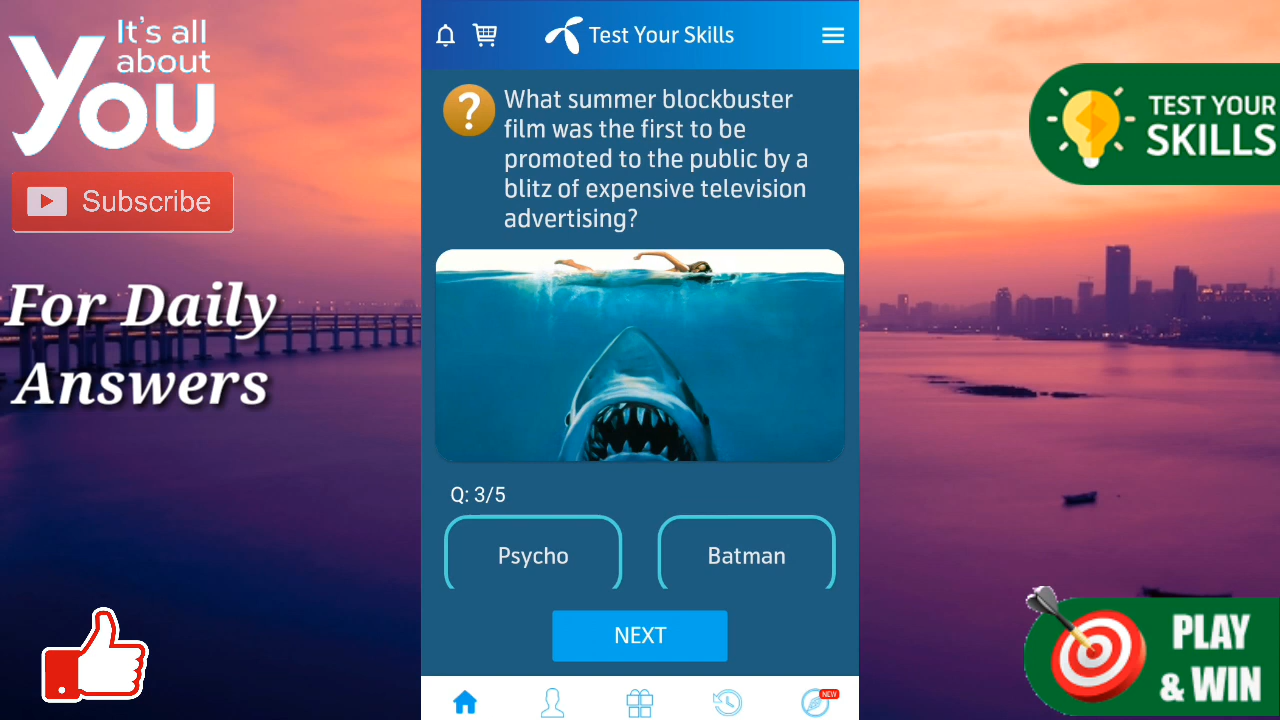 It's all
about
you
Subscribe
For Daily
Answers
Test Your Skills
?
What summer blockbuster
film was the first to be
promoted to the public by a
blitz of expensive television
advertising?
Q: 3/5
Psycho
Batman
NEXT
NEW
TEST YOUR
SKILLS
PLAY
& WIN